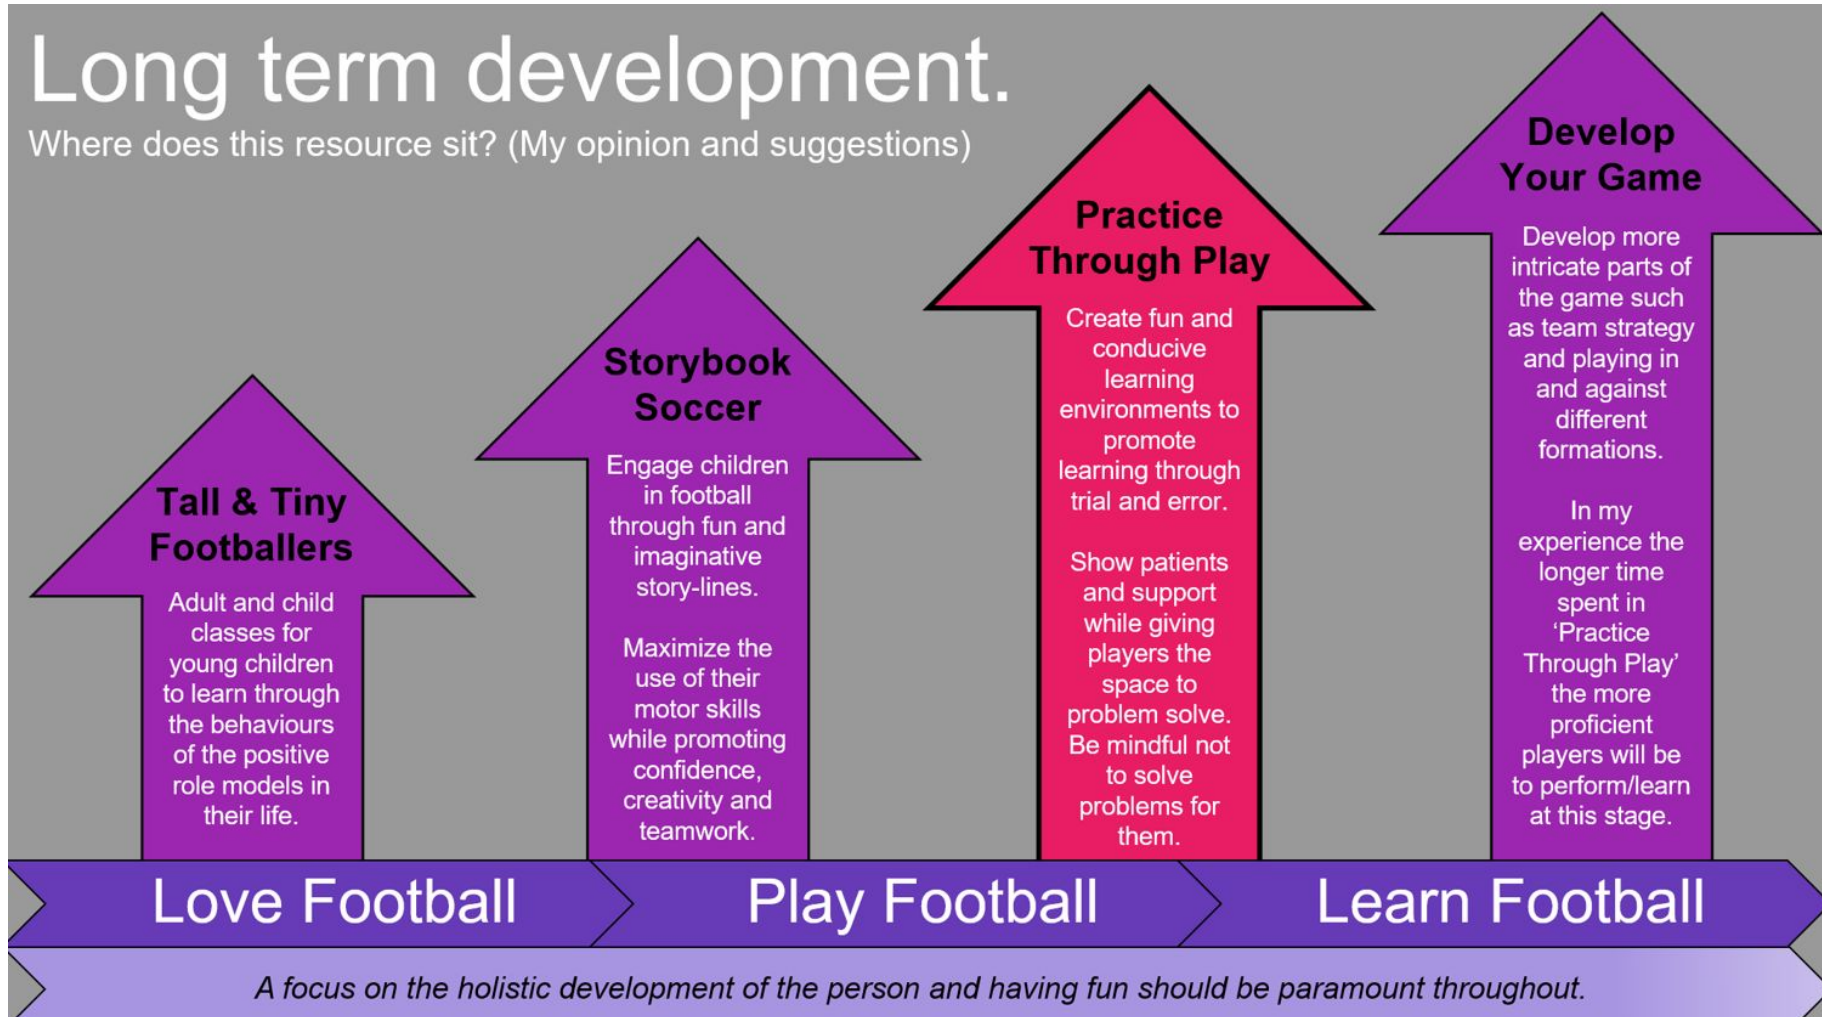 Long term development.
Where does this resource sit? (My opinion and suggestions)
Tall & Tiny
Footballers
Adult and child
classes for
young children
to learn through
the behaviours
of the positive
role models in
their life.
Storybook
Soccer
Engage children
in football
through fun and
imaginative
story-lines.
Maximize the
use of their
motor skills
while promoting
confidence,
creativity and
teamwork.
Practice
Through Play
Create fun and
conducive
learning
environments to
promote
learning through
trial and error.
Show patients
and support
while giving
players the
space to
problem solve.
Be mindful not
to solve
problems for
them.
Develop
Your Game
Develop more
intricate parts of
the game such
as team strategy
and playing in
and against
different
formations.
In my
experience the
longer time
spent in
‘Practice
Through Play’
the more
proficient
players will be
to perform/learn
at this stage.
Love Football
Play Football
Learn Football
A focus on the holistic development of the person and having fun should be paramount throughout.